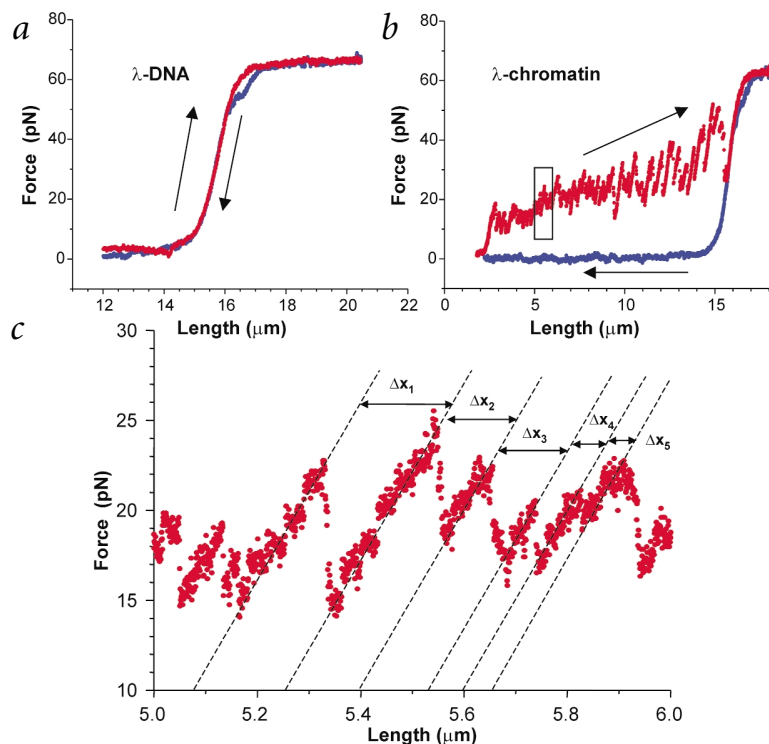 a
λ-DNA
Force (pN)
80
60
40
20
0
12
14
16
18
20
22
Length (μm)
b
λ-chromatin
Force (pN)
80
60
40
20
0
0
5
10
15
Length (μm)
c
Force (pN)
30
25
20
15
10
Δx1
Δx2
Δx3
Δx4
Δx5
5.0
5.2
5.4
5.6
5.8
6.0
Length (μm)